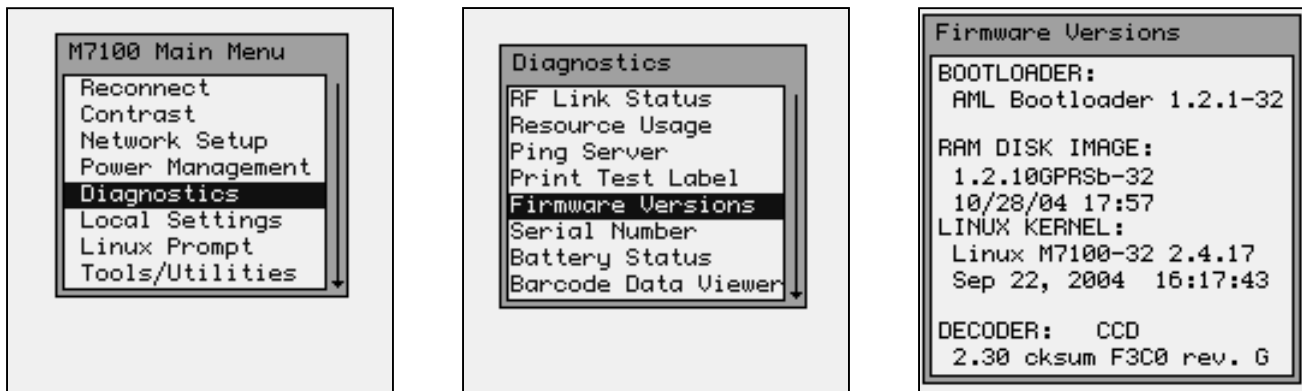 M7100 Main Menu
Reconnect
Contrast
Network Setup
Power Management
Diagnostics
Local Settings
Linux Prompt
Tools/Utilities
Diagnostics
RF Link Status
Resource Usage
Ping Server
Print Test Label
Firmware Versions
Serial Number
Battery Status
Barcode Data Viewer
Firmware Versions
BOOTLOADER:
AML Bootloader 1.2.1-32
RAM DISK IMAGE:
1.2.10GPRSb-32
10/28/04 17:57
LINUX KERNEL:
Linux M7100-32 2.4.17
Sep 22, 2004 16:17:43
DECODER: CCD
2.30 cksum F3C0 rev. G